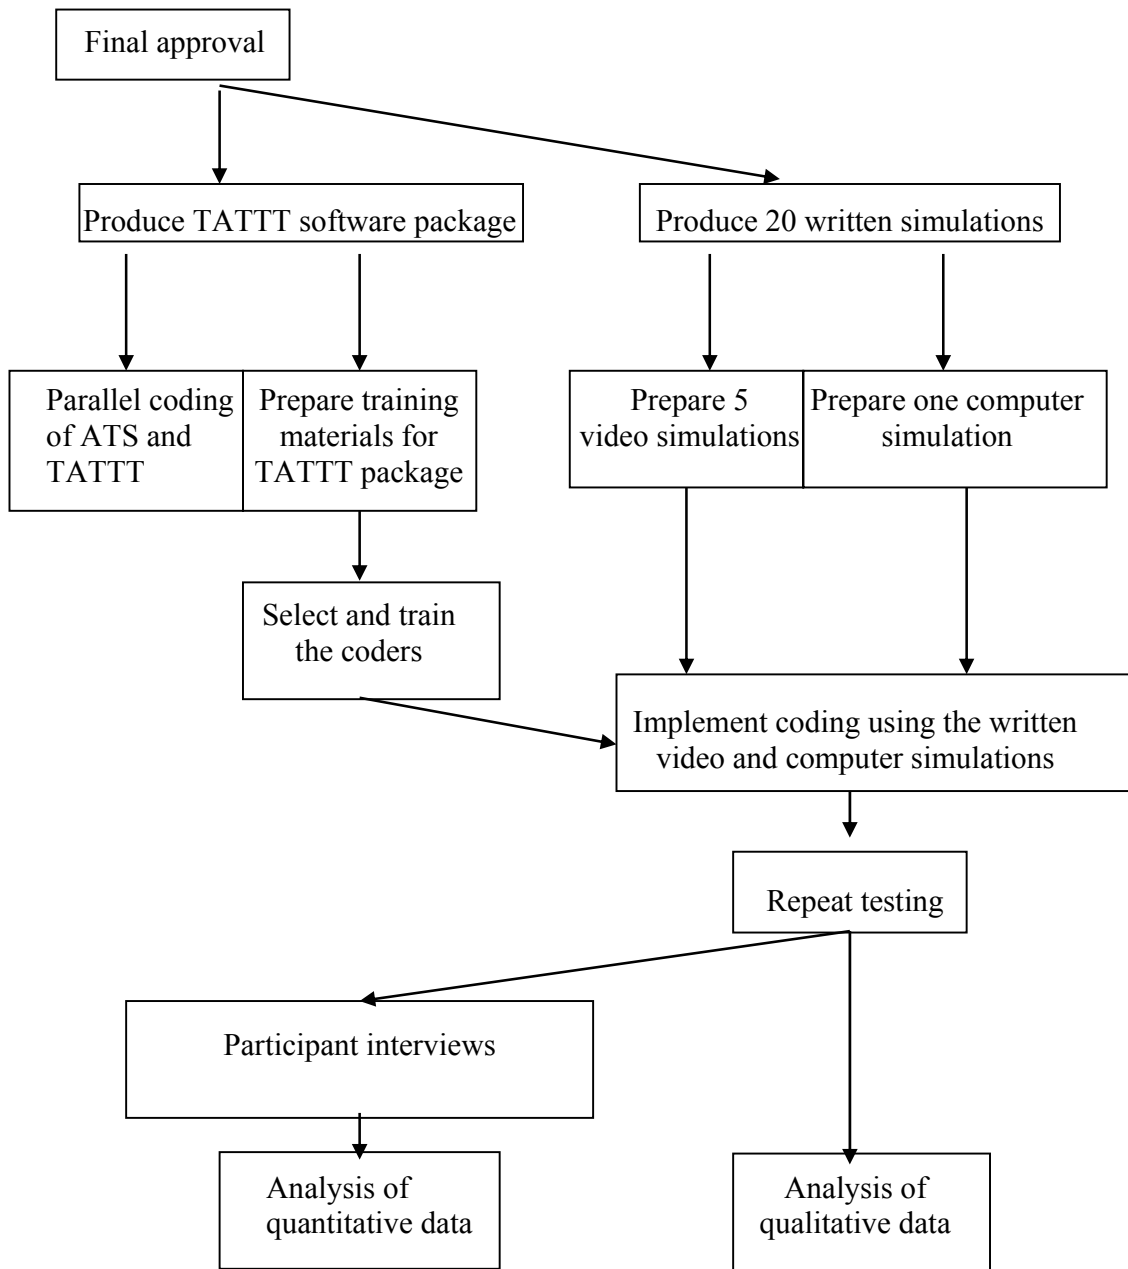 Final approval
Produce TATTT software package
Produce 20 written simulations
Parallel coding
of ATS and
TATTT
Prepare training
materials for
TATTT package
Prepare 5
video simulations
Prepare one computer
simulation
Select and train
the coders
Implement coding using the written
video and computer simulations
Repeat testing
Participant interviews
Analysis of
quantitative data
Analysis of
qualitative data